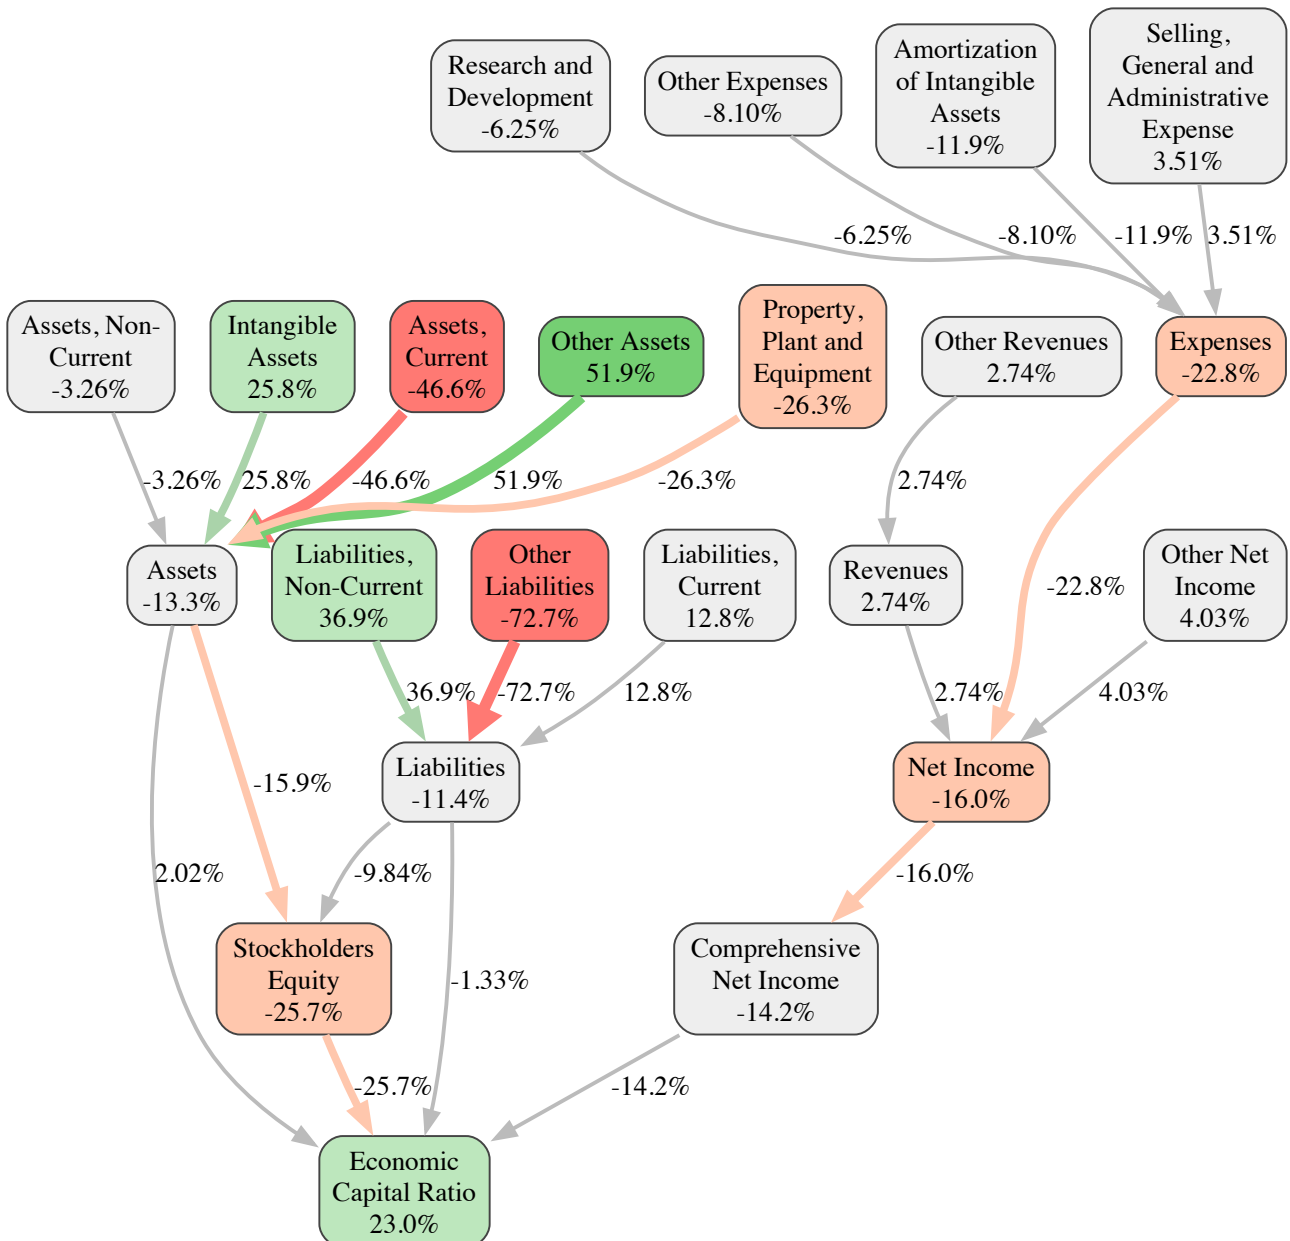 Research and
Development
-6.25%
Other Expenses
-8.10%
Amortization
of Intangible
Assets
-11.9%
Selling,
General and
Administrative
Expense
3.51%
-6.25%
-8.10%
-11.9%
3.51%
Assets, Non-
Current
-3.26%
Intangible
Assets
25.8%
Assets,
Current
-46.6%
Other Assets
51.9%
Property,
Plant and
Equipment
-26.3%
Other Revenues
2.74%
Expenses
-22.8%
-3.26%
25.8%
-46.6%
51.9%
-26.3%
2.74%
-22.8%
Assets
-13.3%
Liabilities,
Non-Current
36.9%
Other
Liabilities
-72.7%
Liabilities,
Current
12.8%
Revenues
2.74%
Other Net
Income
4.03%
36.9%
-72.7%
12.8%
2.74%
4.03%
Liabilities
-11.4%
Net Income
-16.0%
-15.9%
2.02%
-9.84%
-16.0%
Stockholders
Equity
-25.7%
-1.33%
Comprehensive
Net Income
-14.2%
-25.7%
-14.2%
Economic
Capital Ratio
23.0%